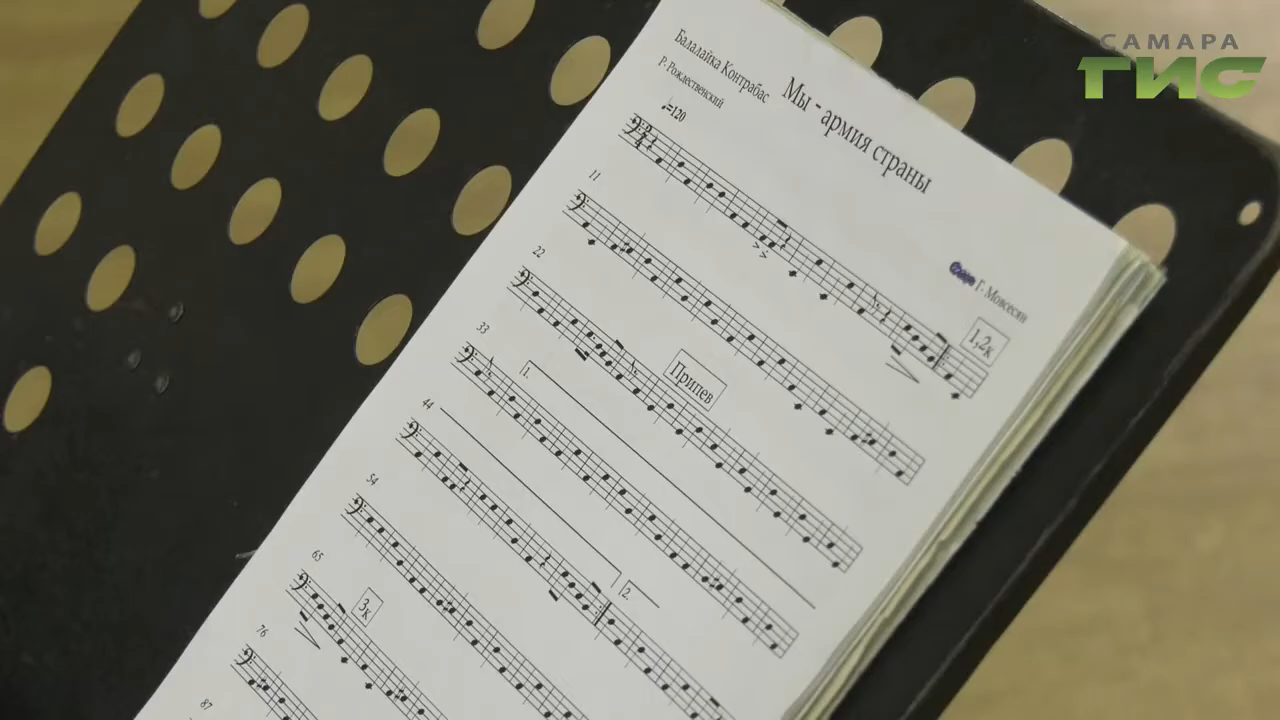 САМАРА
ГИС
Балалайка Контрабас
Мы - армия страны
Р. Рождественский
♩=120
Г. Мовсесян
1,2к
11
22
Припев
33
1.
44
2.
54
65
3к
76
87